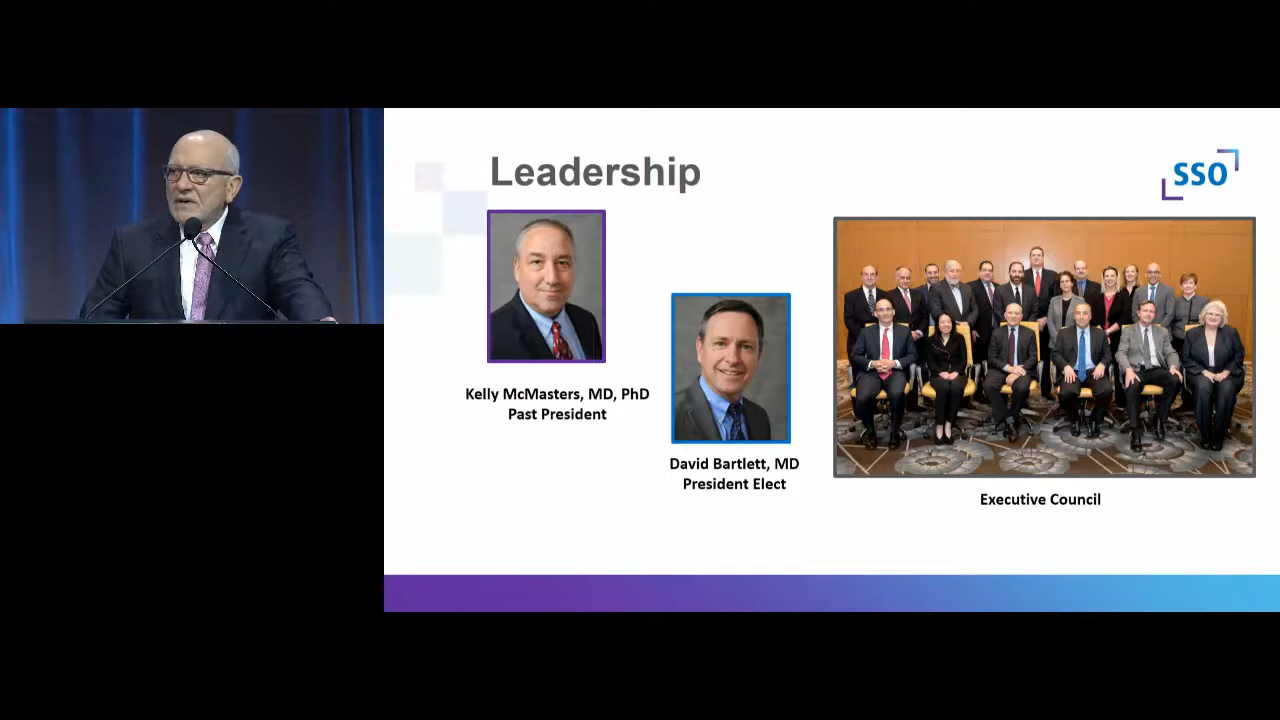 Leadership
SSO
Kelly McMasters, MD, PhD
Past President
David Bartlett, MD
President Elect
Executive Council